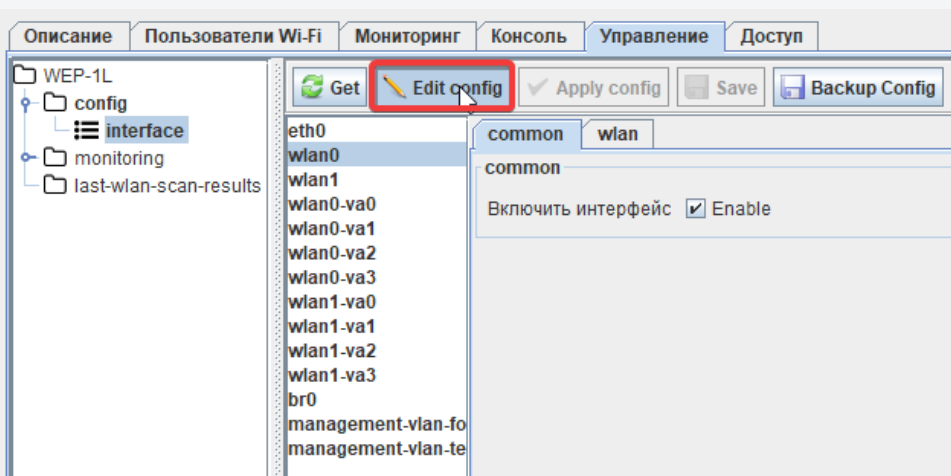 Описание Пользователи Wi-Fi Мониторинг Консоль Управление Доступ
WEP-1L
config
interface
monitoring
last-wlan-scan-results
Get Edit config Apply config Save Backup Config
eth0
wlan0
wlan1
wlan0-va0
wlan0-va1
wlan0-va2
wlan0-va3
wlan1-va0
wlan1-va1
wlan1-va2
wlan1-va3
br0
management-vlan-fo
management-vlan-te
common wlan
common
Включить интерфейс Enable